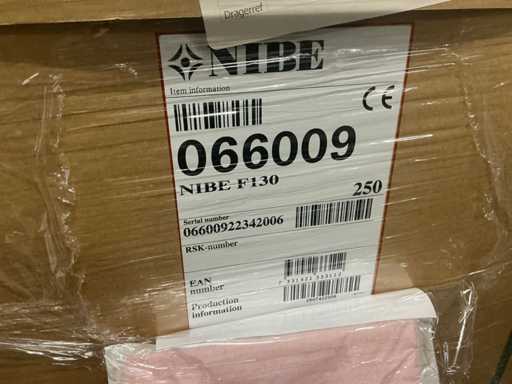 Dragerref
NIBE
Item information
CE
066009
NIBE F130
250
Serial number
06600922342006
RSK-number
EAN
number
Production
information